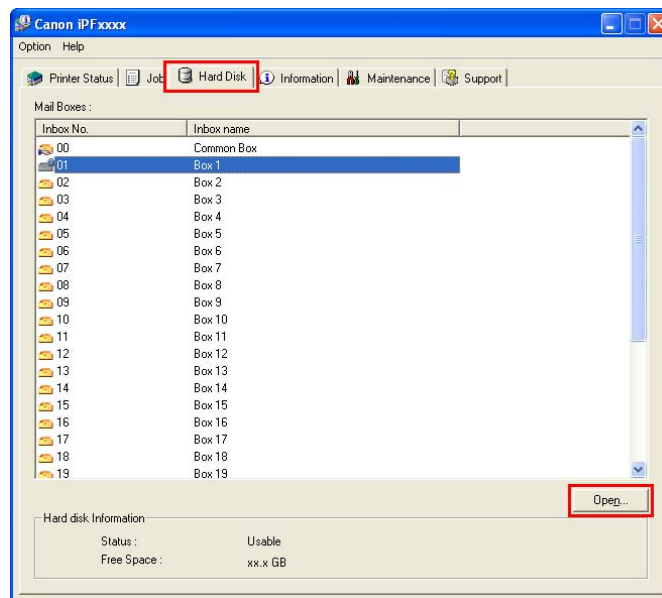 Canon iPFxxxx
Option Help
Printer Status Job Hard Disk Information Maintenance Support
Mail Boxes :
Inbox No. Inbox name
00 Common Box
01 Box 1
02 Box 2
03 Box 3
04 Box 4
05 Box 5
06 Box 6
07 Box 7
08 Box 8
09 Box 9
10 Box 10
11 Box 11
12 Box 12
13 Box 13
14 Box 14
15 Box 15
16 Box 16
17 Box 17
18 Box 18
19 Box 19
Open...
Hard disk Information
Status : Usable
Free Space : xx.x GB